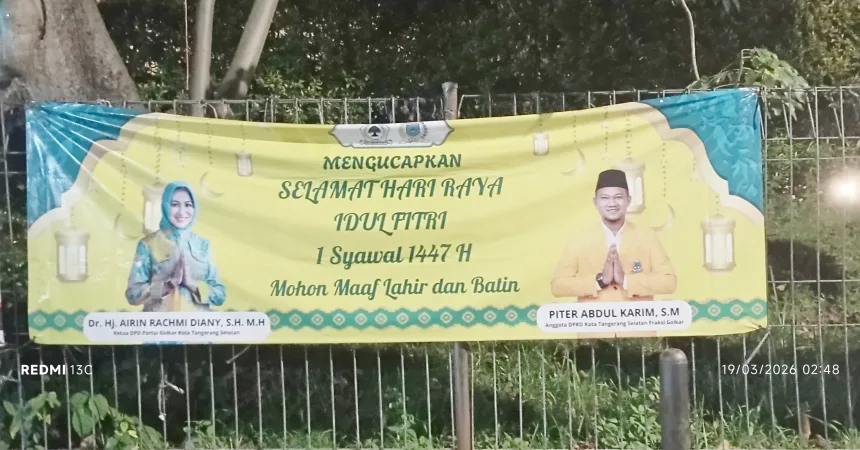 MENGUCAPKAN
SELAMAT HARI RAYA
IDUL FITRI
1 Syawal 1447 H
Mohon Maaf Lahir dan Batin
Dr. Hj. AIRIN RACHMI DIANY, S.H. M.H
Ketua DPD Partai Golkar Kota Tangerang Selatan
PITER ABDUL KARIM, S.M
Anggota DPRD Kota Tangerang Selatan Fraksi Golkar
REDMI 13C
19/03/2026 02:48